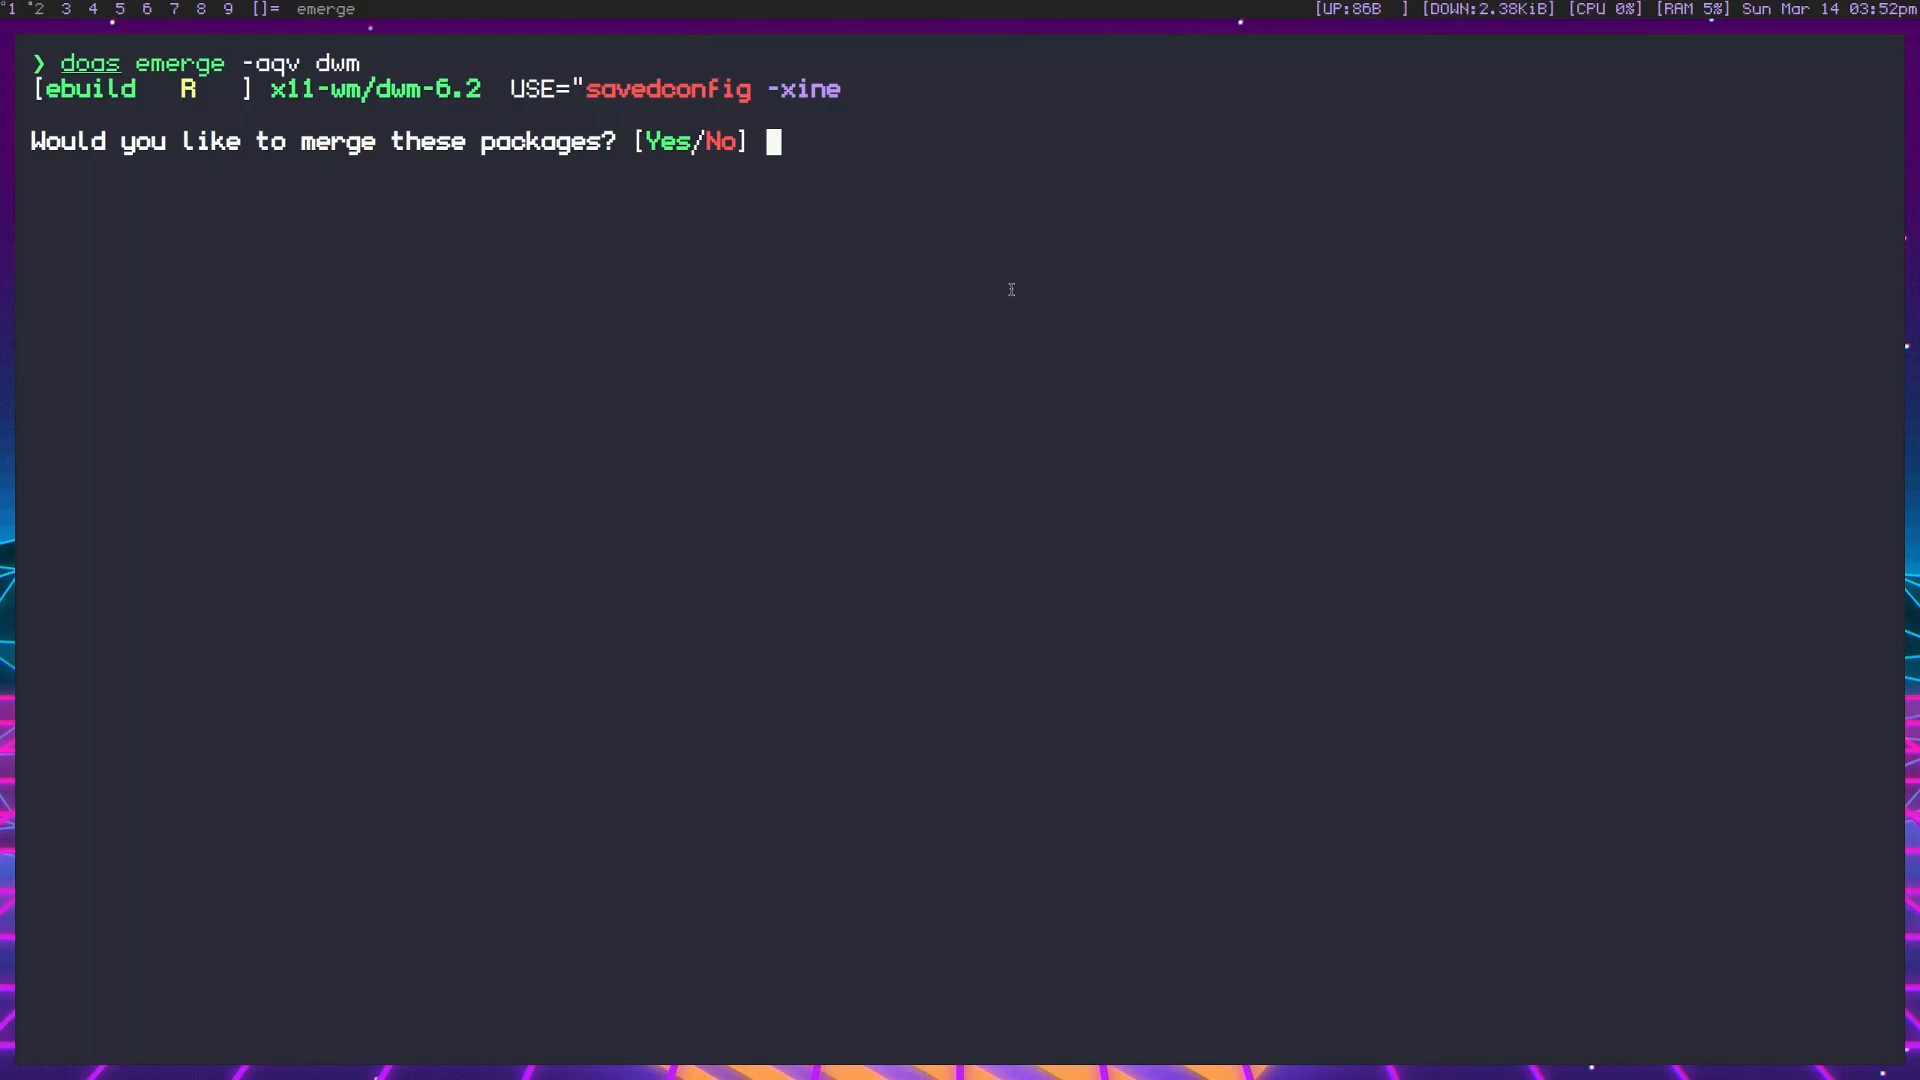 1 2 3 4 5 6 7 8 9 []= emerge [UP:86B ] [DOWN:2.38KiB] [CPU 0%] [RAM 5%] Sun Mar 14 03:52pm
❯ doas emerge -aqv dwm
[ebuild   R   ] x11-wm/dwm-6.2  USE="savedconfig -xine
Would you like to merge these packages? [Yes/No]